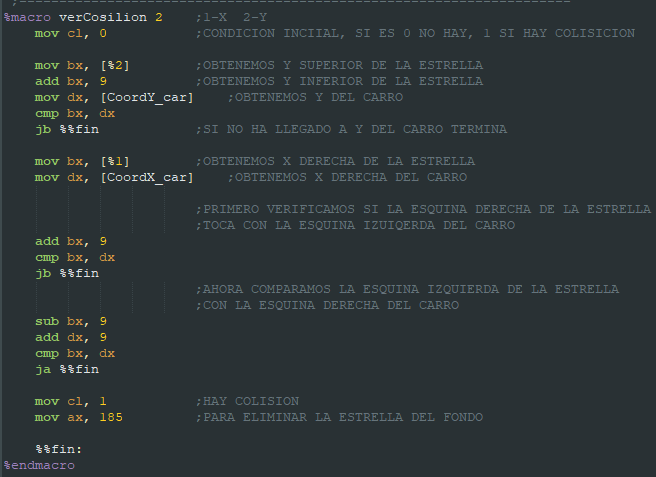 ;---------------------------------------------------------------------
%macro verCosilion 2    ;1-X  2-Y
    mov cl, 0           ;CONDICION INCIIAL, SI ES 0 NO HAY, 1 SI HAY COLISICION
    mov bx, [%2]        ;OBTENEMOS Y SUPERIOR DE LA ESTRELLA
    add bx, 9           ;OBTENEMOS Y INFERIOR DE LA ESTRELLA
    mov dx, [CoordY_car]    ;OBTENEMOS Y DEL CARRO
    cmp bx, dx
    jb %%fin            ;SI NO HA LLEGADO A Y DEL CARRO TERMINA
    mov bx, [%1]        ;OBTENEMOS X DERECHA DE LA ESTRELLA
    mov dx, [CoordX_car]    ;OBTENEMOS X DERECHA DEL CARRO
                        ;PRIMERO VERIFICAMOS SI LA ESQUINA DERECHA DE LA ESTRELLA
                        ;TOCA CON LA ESQUINA IZUIQERDA DEL CARRO
    add bx, 9
    cmp bx, dx
    jb %%fin
                        ;AHORA COMPARAMOS LA ESQUINA IZQUIERDA DE LA ESTRELLA
                        ;CON LA ESQUINA DERECHA DEL CARRO
    sub bx, 9
    add dx, 9
    cmp bx, dx
    ja %%fin
    mov cl, 1           ;HAY COLISION
    mov ax, 185         ;PARA ELIMINAR LA ESTRELLA DEL FONDO
    %%fin:
%endmacro